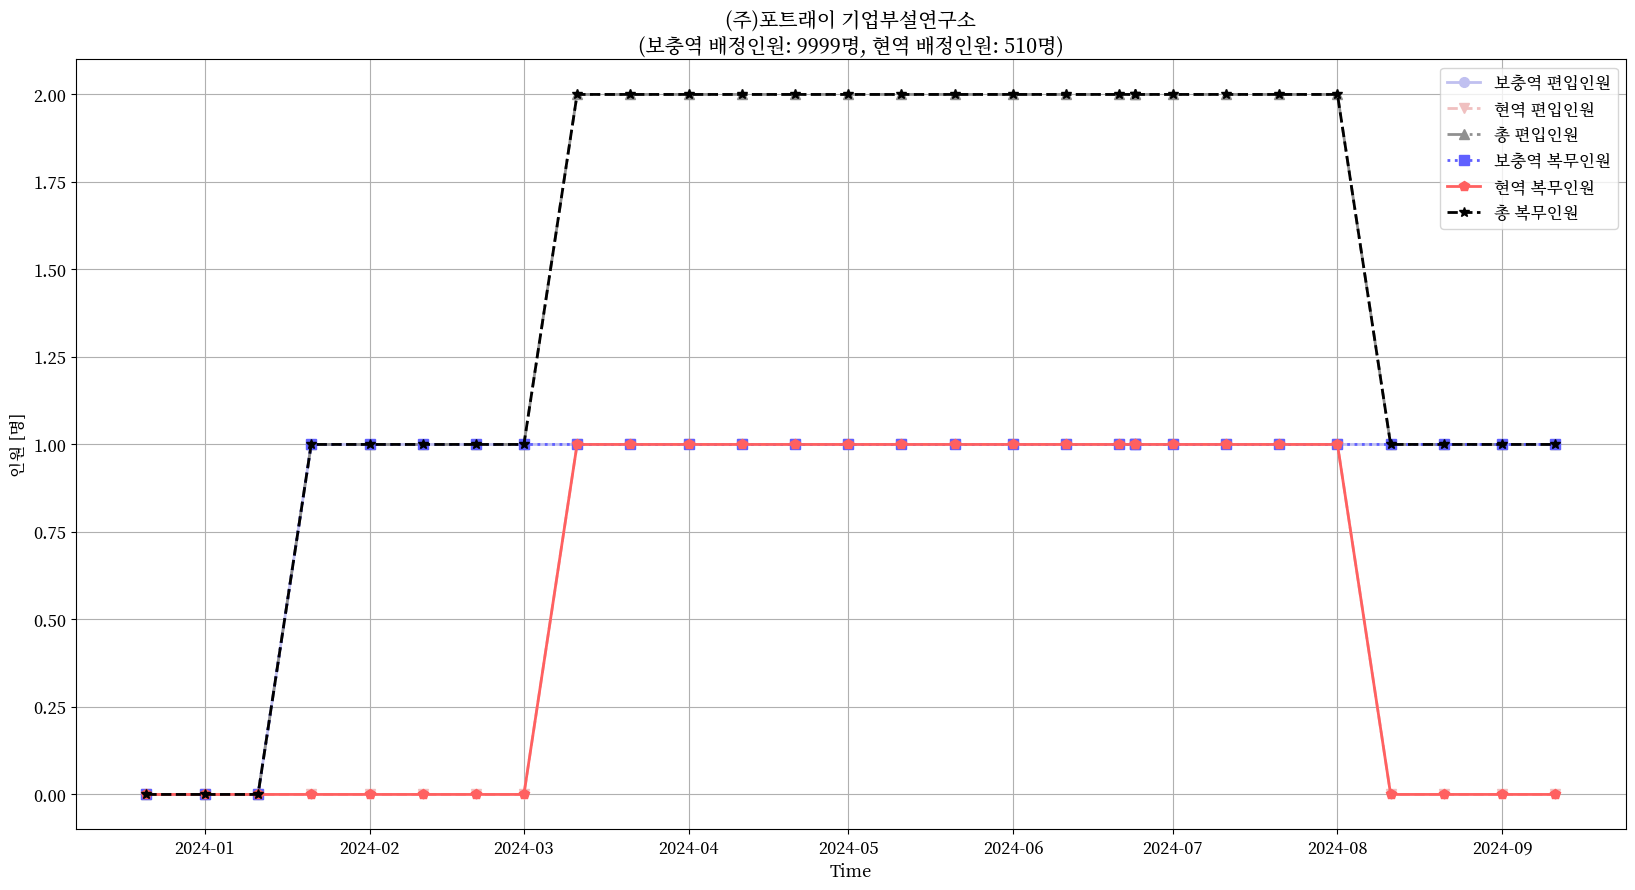 (주)포트래이 기업부설연구소
(보충역 배정인원: 9999명, 현역 배정인원: 510명)
보충역 편입인원
현역 편입인원
총 편입인원
보충역 복무인원
현역 복무인원
총 복무인원
2.00
1.75
1.50
1.25
1.00
0.75
0.50
0.25
0.00
인원 [명]
2024-01 2024-02 2024-03 2024-04 2024-05 2024-06 2024-07 2024-08 2024-09
Time